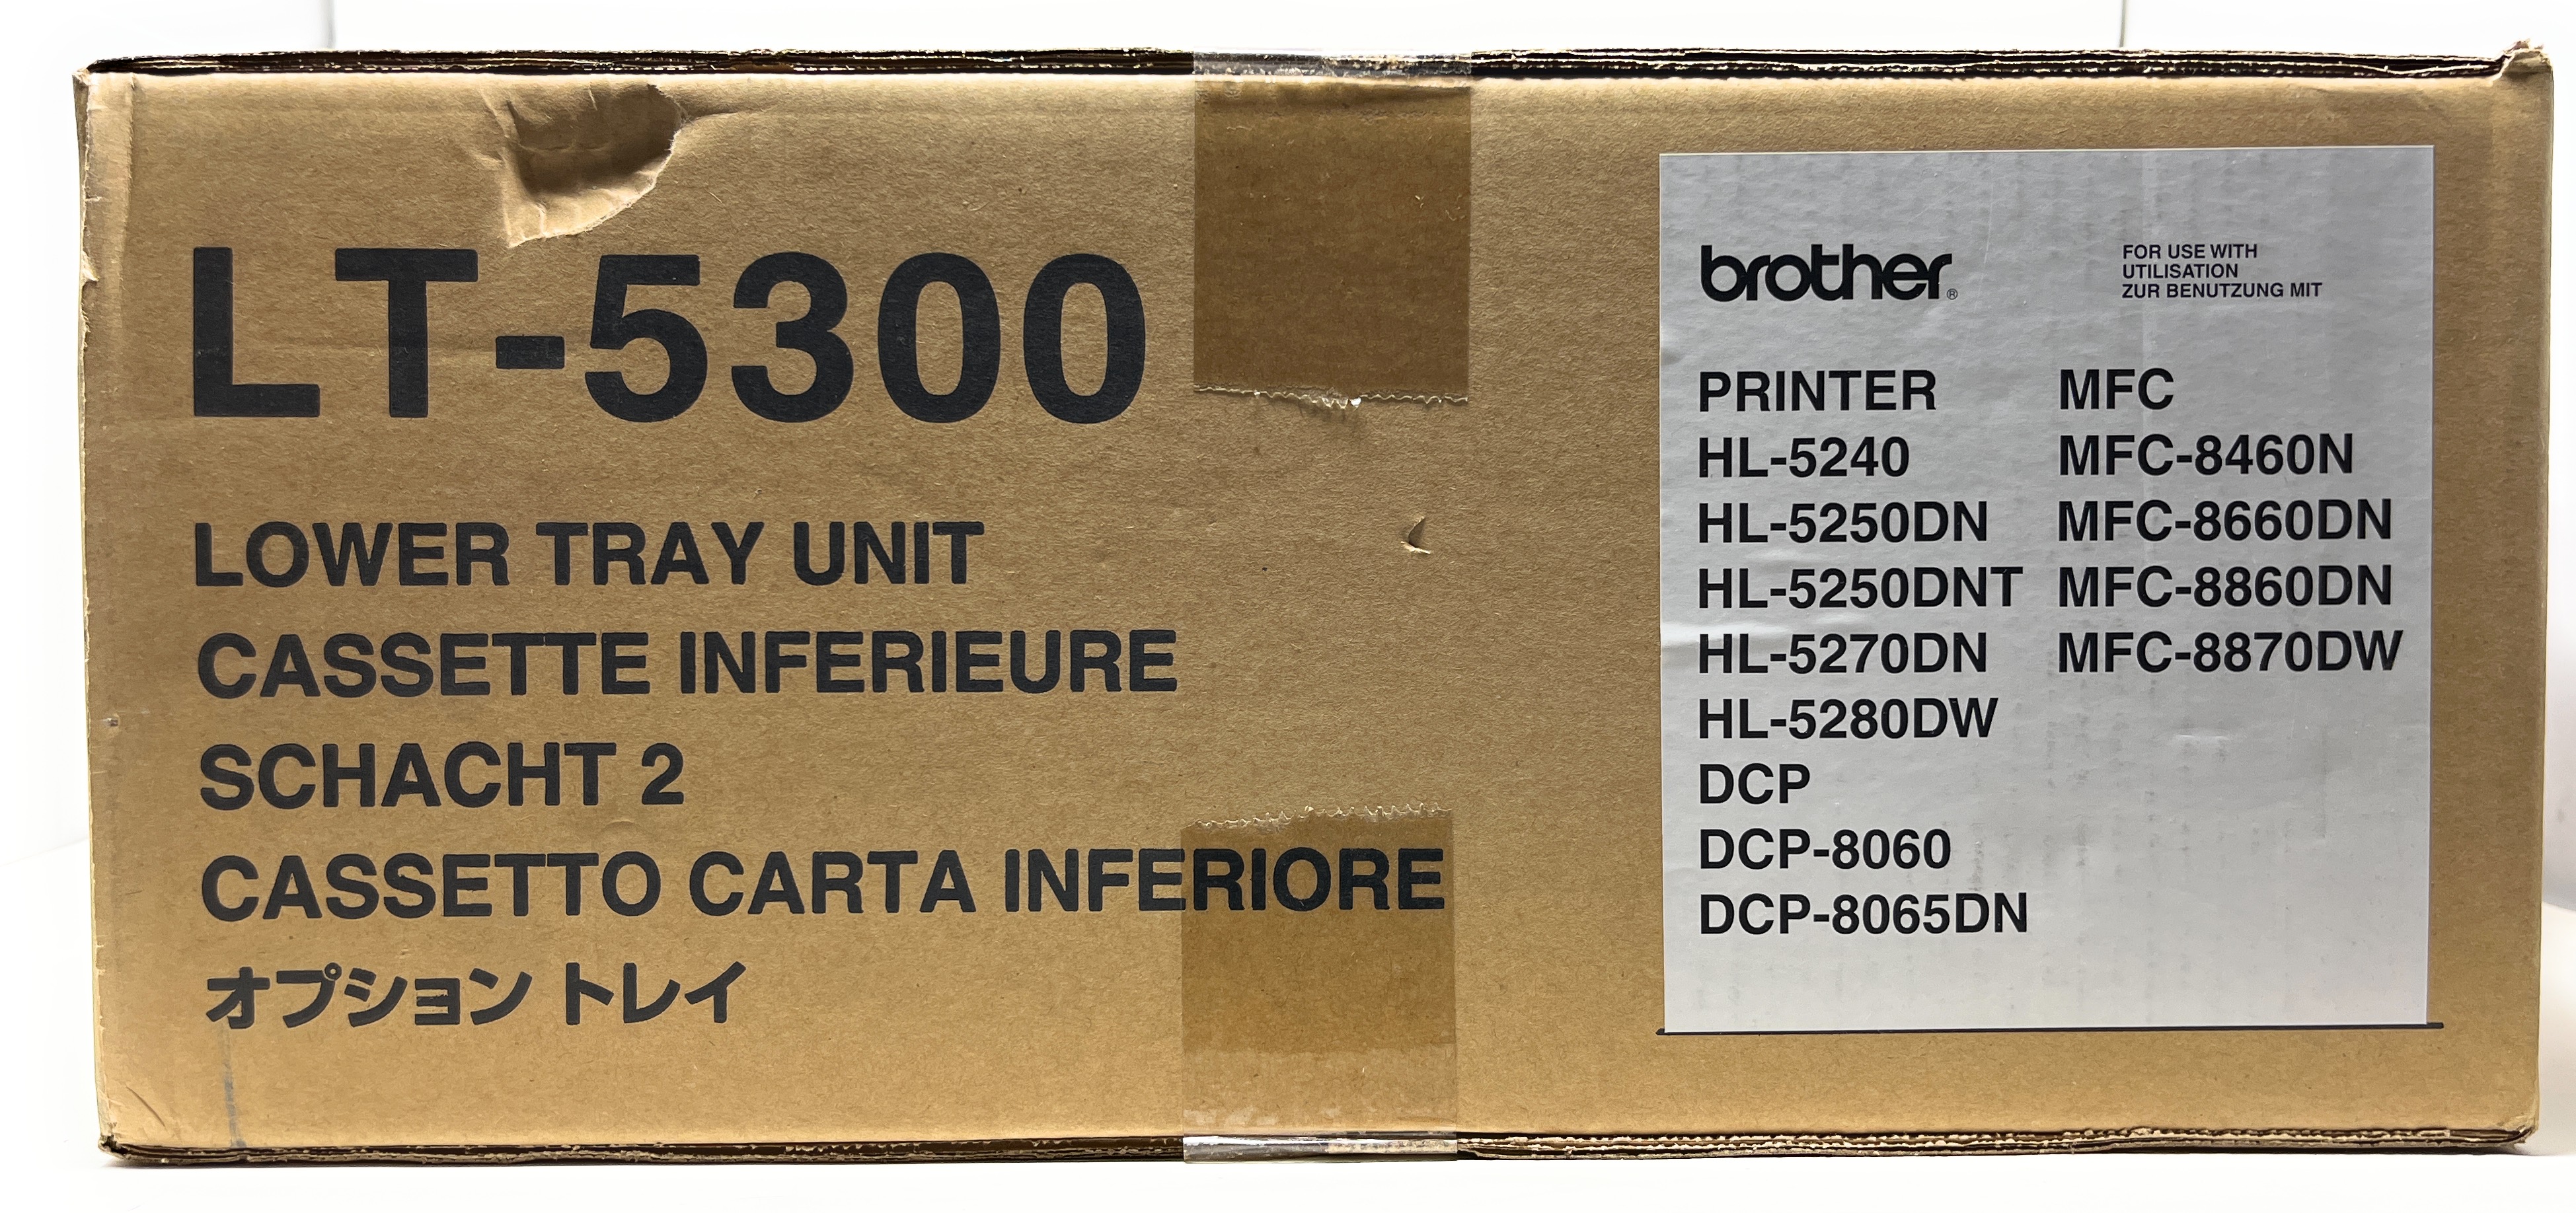 LT-5300
LOWER TRAY UNIT
CASSETTE INFERIEURE
SCHACHT 2
CASSETTO CARTA INFERIORE
オプション トレイ
brother®
FOR USE WITH
UTILISATION
ZUR BENUTZUNG MIT
PRINTER
HL-5240
HL-5250DN
HL-5250DNT
HL-5270DN
HL-5280DW
DCP
DCP-8060
DCP-8065DN
MFC
MFC-8460N
MFC-8660DN
MFC-8860DN
MFC-8870DW